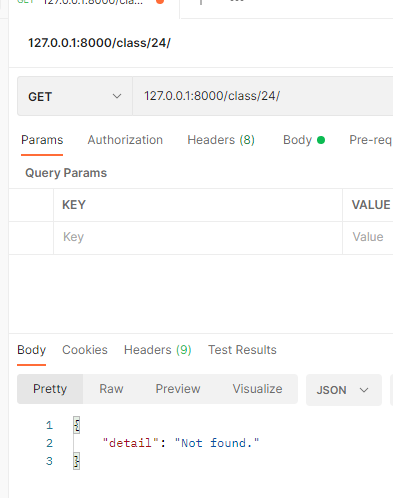 GET 127.0.0.1:8000/cla...
127.0.0.1:8000/class/24/
GET 127.0.0.1:8000/class/24/
Params Authorization Headers (8) Body Pre-req
Query Params
KEY VALUE
Key Value
Body Cookies Headers (9) Test Results
Pretty Raw Preview Visualize JSON
1 {
2 "detail": "Not found."
3 }